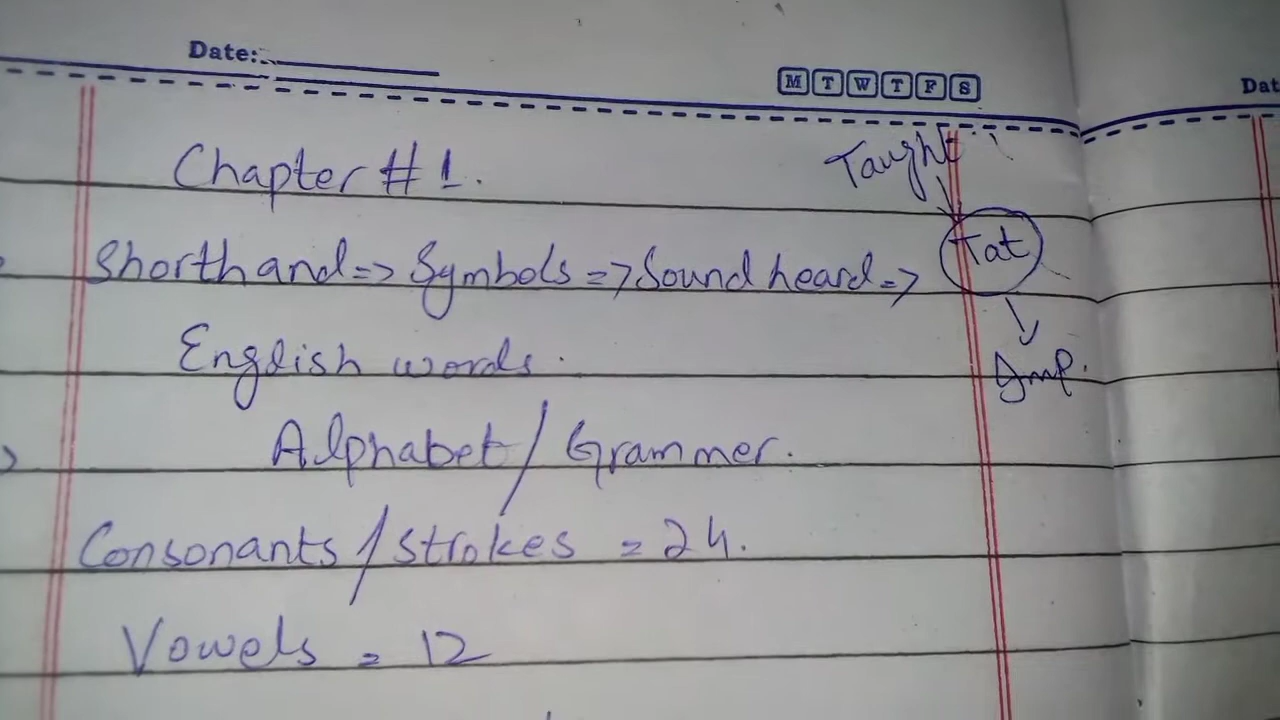 Date:
M T W T F S
Dat
Chapter # 1.
Taught
Shorthand => Symbols => Sound heard => Tat
English words.
Imp.
Alphabet / Grammer.
Consonants / Strokes = 24.
Vowels = 12